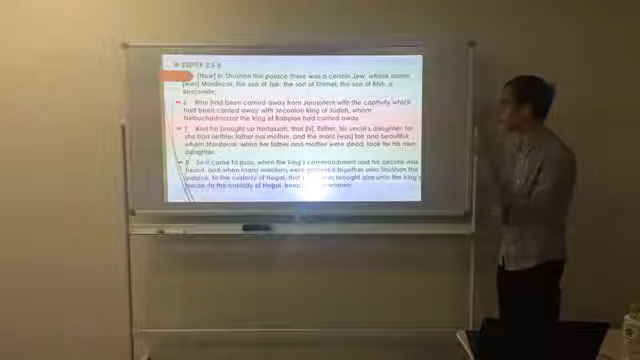 ESTHER 2:5-8
[Now] in Shushan the palace there was a certain Jew, whose name
[was] Mordecai, the son of Jair, the son of Shimei, the son of Kish, a
Benjamite;
6 Who had been carried away from Jerusalem with the captivity which
had been carried away with Jeconiah king of Judah, whom
Nebuchadnezzar the king of Babylon had carried away.
7 And he brought up Hadassah, that [is], Esther, his uncle's daughter: for
she had neither father nor mother, and the maid [was] fair and beautiful;
whom Mordecai, when her father and mother were dead, took for his own
daughter.
8 So it came to pass, when the king's commandment and his decree was
heard, and when many maidens were gathered together unto Shushan the
palace, to the custody of Hegai, that was brought also unto the king's
house, to the custody of Hegai, keep women